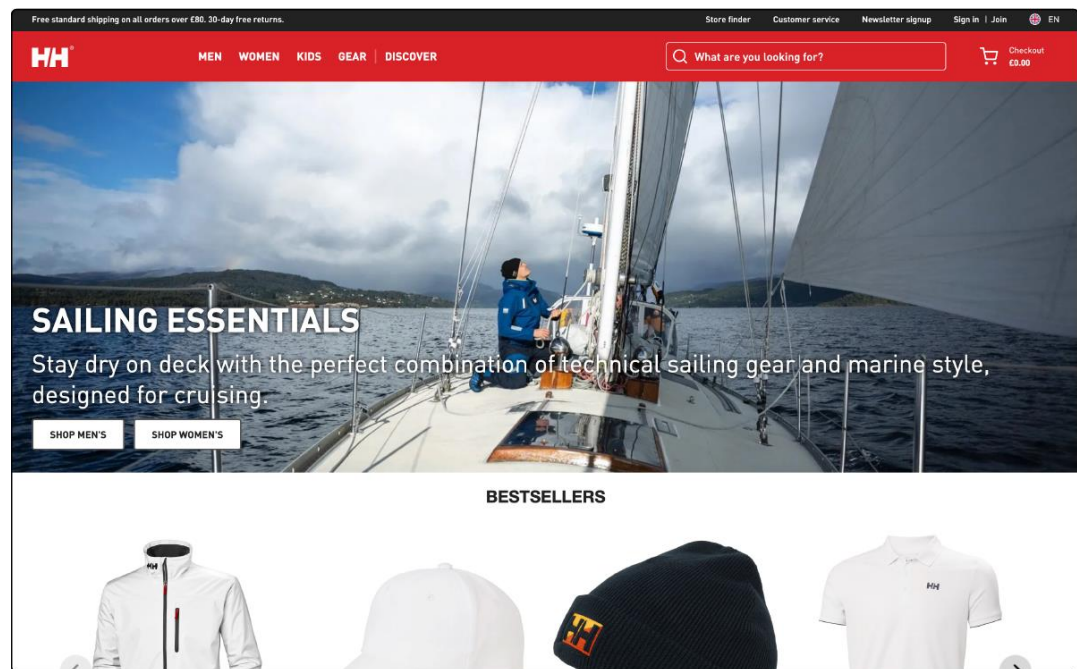 Free standard shipping on all orders over £80. 30-day free returns.
Store finder Customer service Newsletter signup Sign in | Join EN
HH®
MEN WOMEN KIDS GEAR | DISCOVER
What are you looking for?
Checkout
£0.00
SAILING ESSENTIALS
Stay dry on deck with the perfect combination of technical sailing gear and marine style,
designed for cruising.
SHOP MEN'S SHOP WOMEN'S
BESTSELLERS
HH
HH
HH